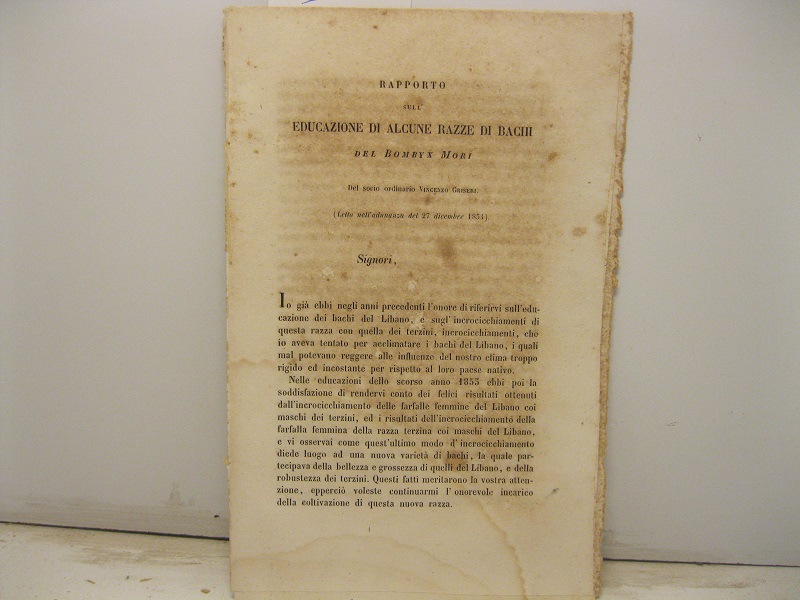 RAPPORTO
SULL'
EDUCAZIONE DI ALCUNE RAZZE DI BACHI
DEL BOMBYX MORI
Del socio ordinario VINCENZO GRISERI.
(Letto nell'adunanza del 27 dicembre 1854).
Signori,
Io già ebbi negli anni precedenti l'onore di riferirvi sull'edu-
cazione dei bachi del Libano, e sugl'incrocicchiamenti di
questa razza con quella dei terzini, incrocicchiamenti, che
io aveva tentato per acclimatare i bachi del Libano, i quali
mal potevano reggere alle influenze del nostro clima troppo
rigido ed incostante per rispetto al loro paese nativo.
Nelle educazioni dello scorso anno 1853 ebbi poi la
soddisfazione di rendervi conto dei felici risultati ottenuti
dall'incrocicchiamento delle farfalle femmine del Libano coi
maschi dei terzini, ed i risultati dell'incrocicchiamento della
farfalla femmina della razza terzina coi maschi del Libano,
e vi osservai come quest'ultimo modo d'incrocicchiamento
diede luogo ad una nuova varietà di bachi, la quale par-
tecipava della bellezza e grossezza di quelli del Libano, e della
robustezza dei terzini. Questi fatti meritarono la vostra atten-
zione, epperciò voleste continuarmi l'onorevole incarico
della coltivazione di questa nuova razza.
1